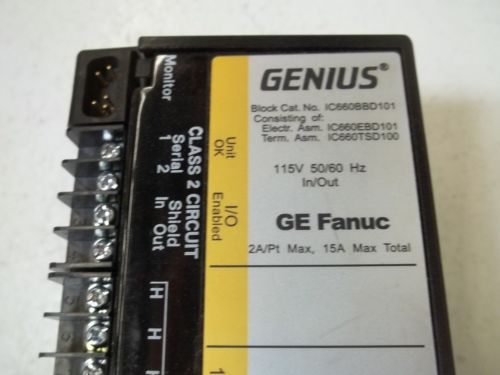 GENIUS®
Block Cat. No. IC660BBD101
Consisting of:
Electr. Asm. IC660EBD101
Term. Asm. IC660TSD100
115V 50/60 Hz
In/Out
GE Fanuc
2A/Pt Max, 15A Max Total
Monitor
CLASS 2 CIRCUIT
Serial Shield
1 2 In Out
Unit
OK
I/O
Enabled
H
H
H
1